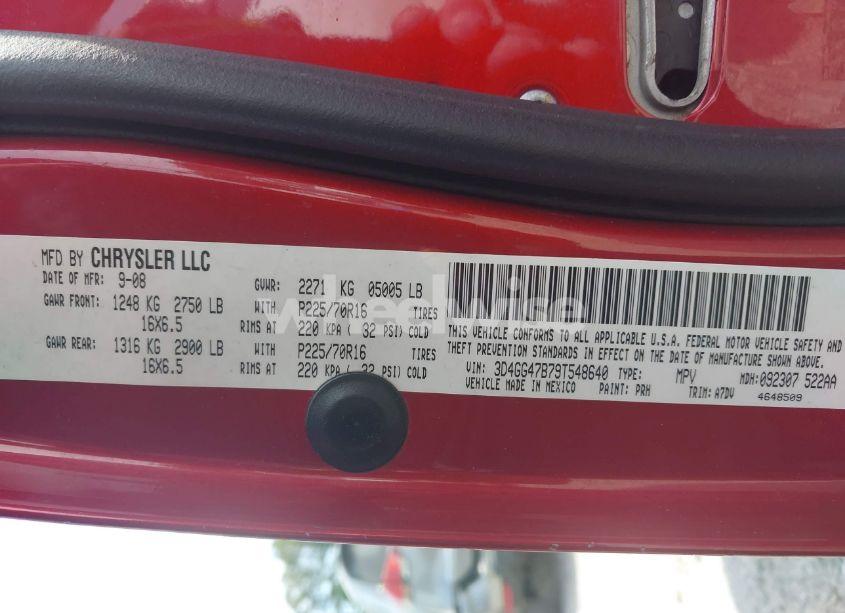 MFD BY CHRYSLER LLC
DATE OF MFR: 9-08 GVWR: 2271 KG 05005 LB
GAWR FRONT: 1248 KG 2750 LB WITH P225/70R16 TIRES
16X6.5 RIMS AT 220 KPA ( 32 PSI) COLD
GAWR REAR: 1316 KG 2900 LB WITH P225/70R16 TIRES
16X6.5 RIMS AT 220 KPA ( 32 PSI) COLD
THIS VEHICLE CONFORMS TO ALL APPLICABLE U.S.A. FEDERAL MOTOR VEHICLE SAFETY AND
THEFT PREVENTION STANDARDS IN EFFECT ON THE DATE OF MANUFACTURE SHOWN ABOVE.
VIN: 3D4GG47B79T548640 TYPE: MPV MDH:092307 522AA
VEHICLE MADE IN MEXICO PAINT: PRH TRIM: A7DV 4648509
wheelwise